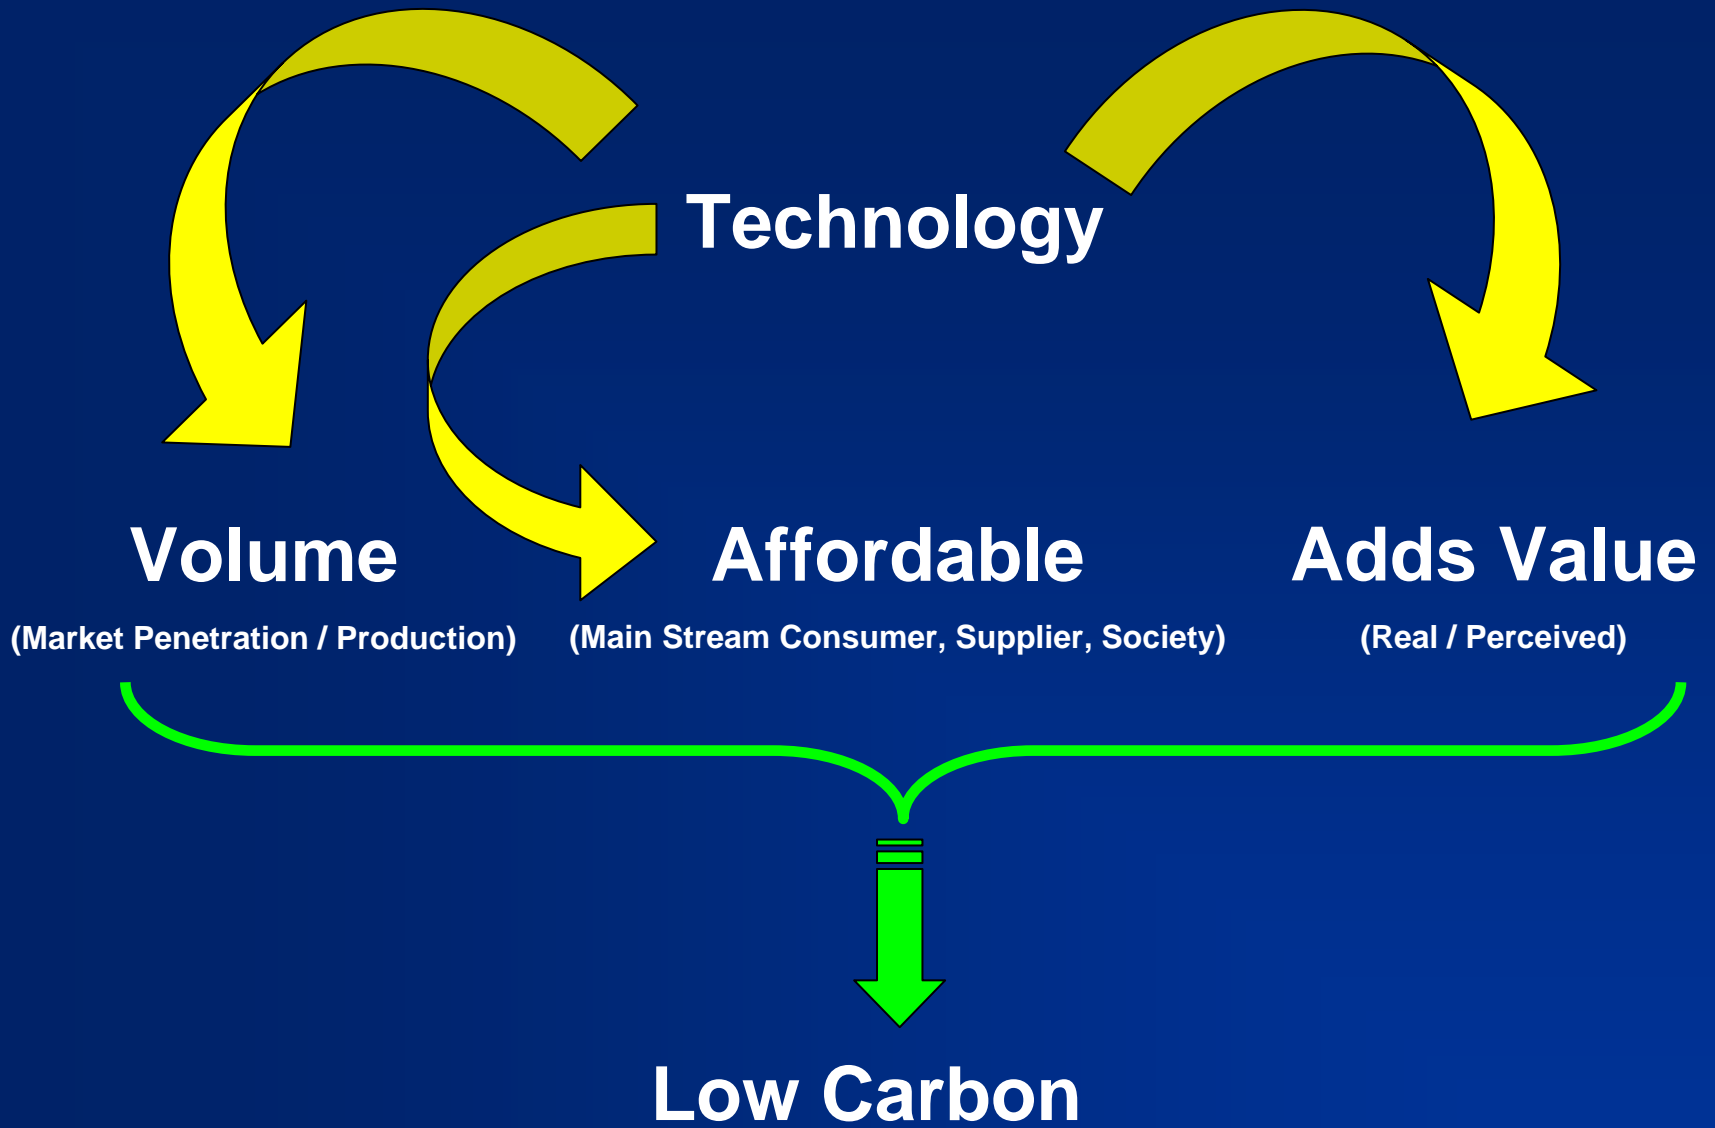 Technology
Volume
Affordable
Adds Value
(Market Penetration / Production)
(Main Stream Consumer, Supplier, Society)
(Real / Perceived)
Low Carbon